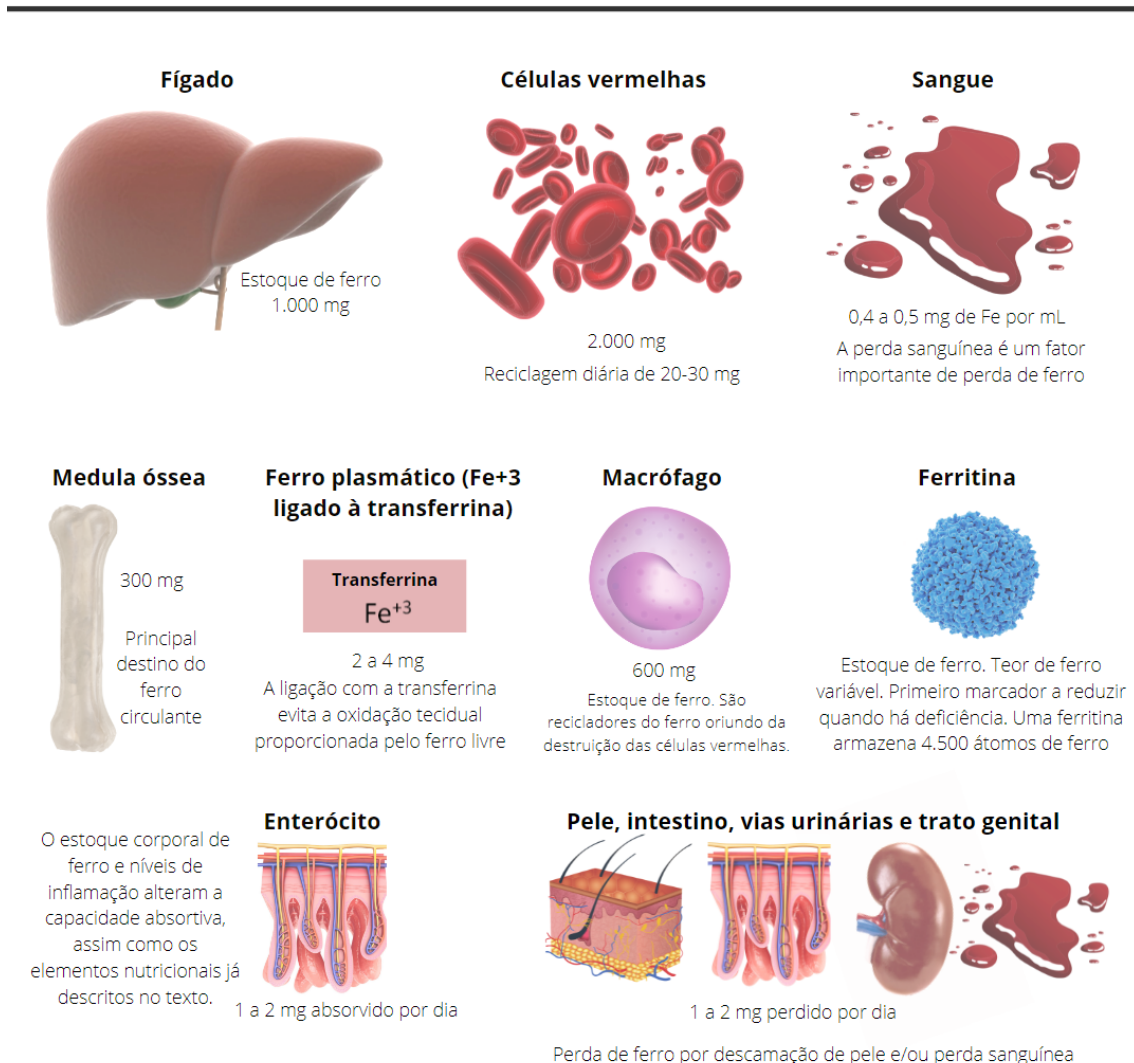 Fígado
Estoque de ferro
1.000 mg
Células vermelhas
2.000 mg
Reciclagem diária de 20-30 mg
Sangue
0,4 a 0,5 mg de Fe por mL
A perda sanguínea é um fator
importante de perda de ferro
Medula óssea
300 mg
Principal
destino do
ferro
circulante
Ferro plasmático (Fe+3
ligado à transferrina)
Transferrina
Fe⁺³
2 a 4 mg
A ligação com a transferrina
evita a oxidação tecidual
proporcionada pelo ferro livre
Macrófago
600 mg
Estoque de ferro. São
recicladores do ferro oriundo da
destruição das células vermelhas.
Ferritina
Estoque de ferro. Teor de ferro
variável. Primeiro marcador a reduzir
quando há deficiência. Uma ferritina
armazena 4.500 átomos de ferro
O estoque corporal de
ferro e níveis de
inflamação alteram a
capacidade absortiva,
assim como os
elementos nutricionais já
descritos no texto.
Enterócito
1 a 2 mg absorvido por dia
Pele, intestino, vias urinárias e trato genital
1 a 2 mg perdido por dia
Perda de ferro por descamação de pele e/ou perda sanguínea